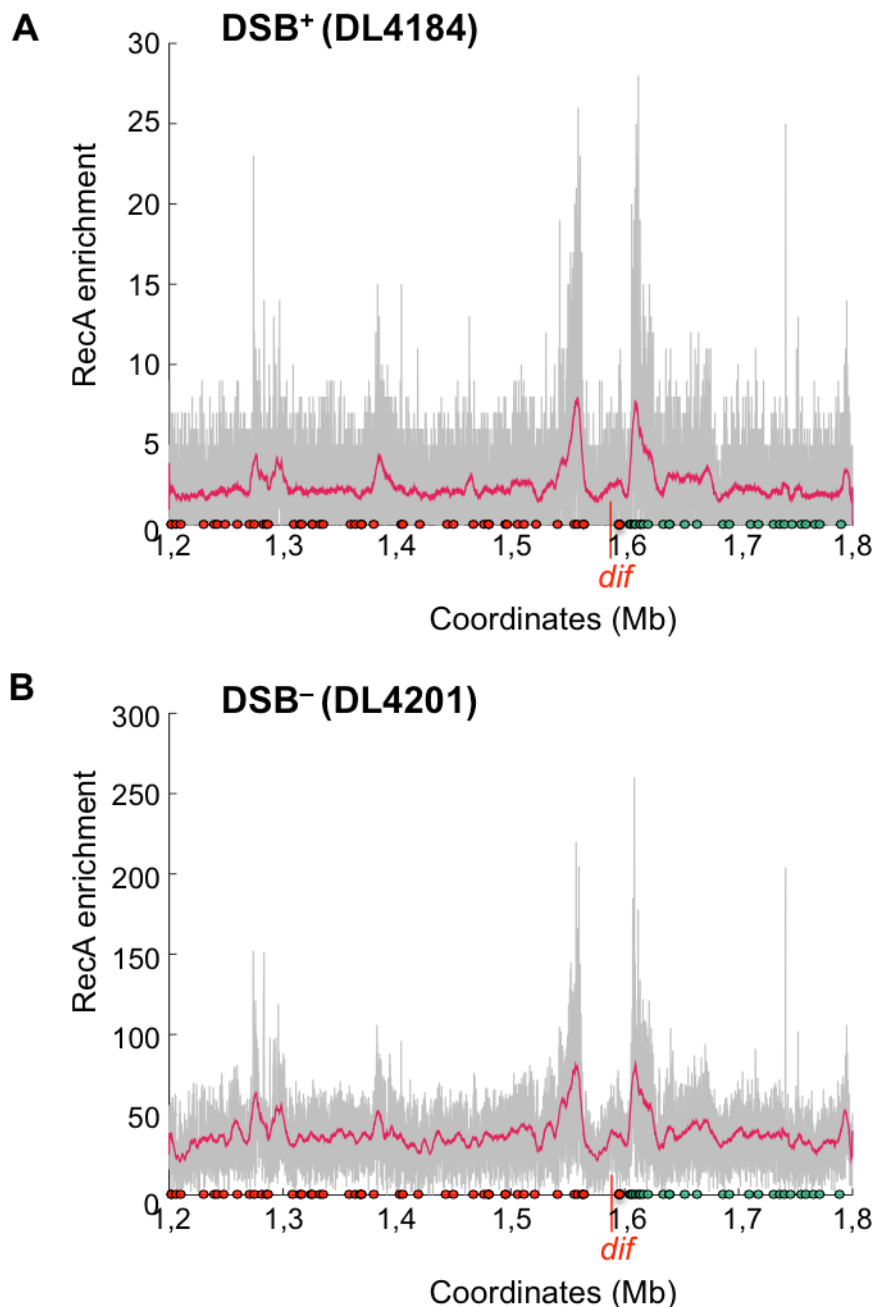 A
DSB+ (DL4184)
30
25
20
15
10
5
0
RecA enrichment
1,2 1,3 1,4 1,5 1,6 1,7 1,8
dif
Coordinates (Mb)
B
DSB– (DL4201)
300
250
200
150
100
50
0
RecA enrichment
1,2 1,3 1,4 1,5 1,6 1,7 1,8
dif
Coordinates (Mb)